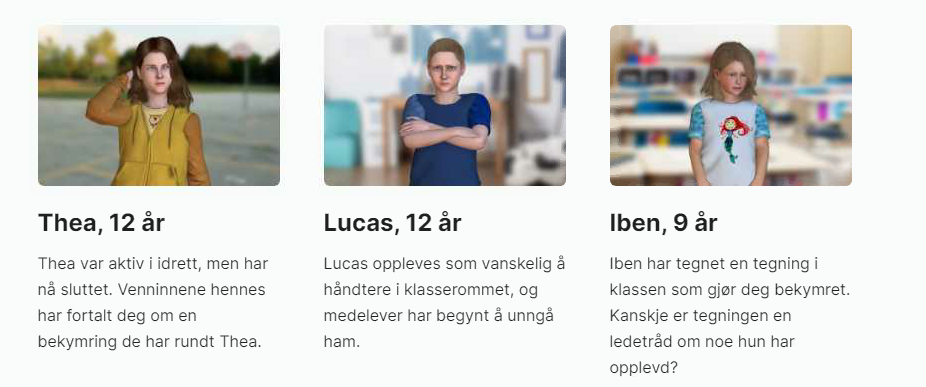 Thea, 12 år
Thea var aktiv i idrett, men har
nå sluttet. Venninnene hennes
har fortalt deg om en
bekymring de har rundt Thea.
Lucas, 12 år
Lucas oppleves som vanskelig å
håndtere i klasserommet, og
medelever har begynt å unngå
ham.
Iben, 9 år
Iben har tegnet en tegning i
klassen som gjør deg bekymret.
Kanskje er tegningen en
ledetråd om noe hun har
opplevd?